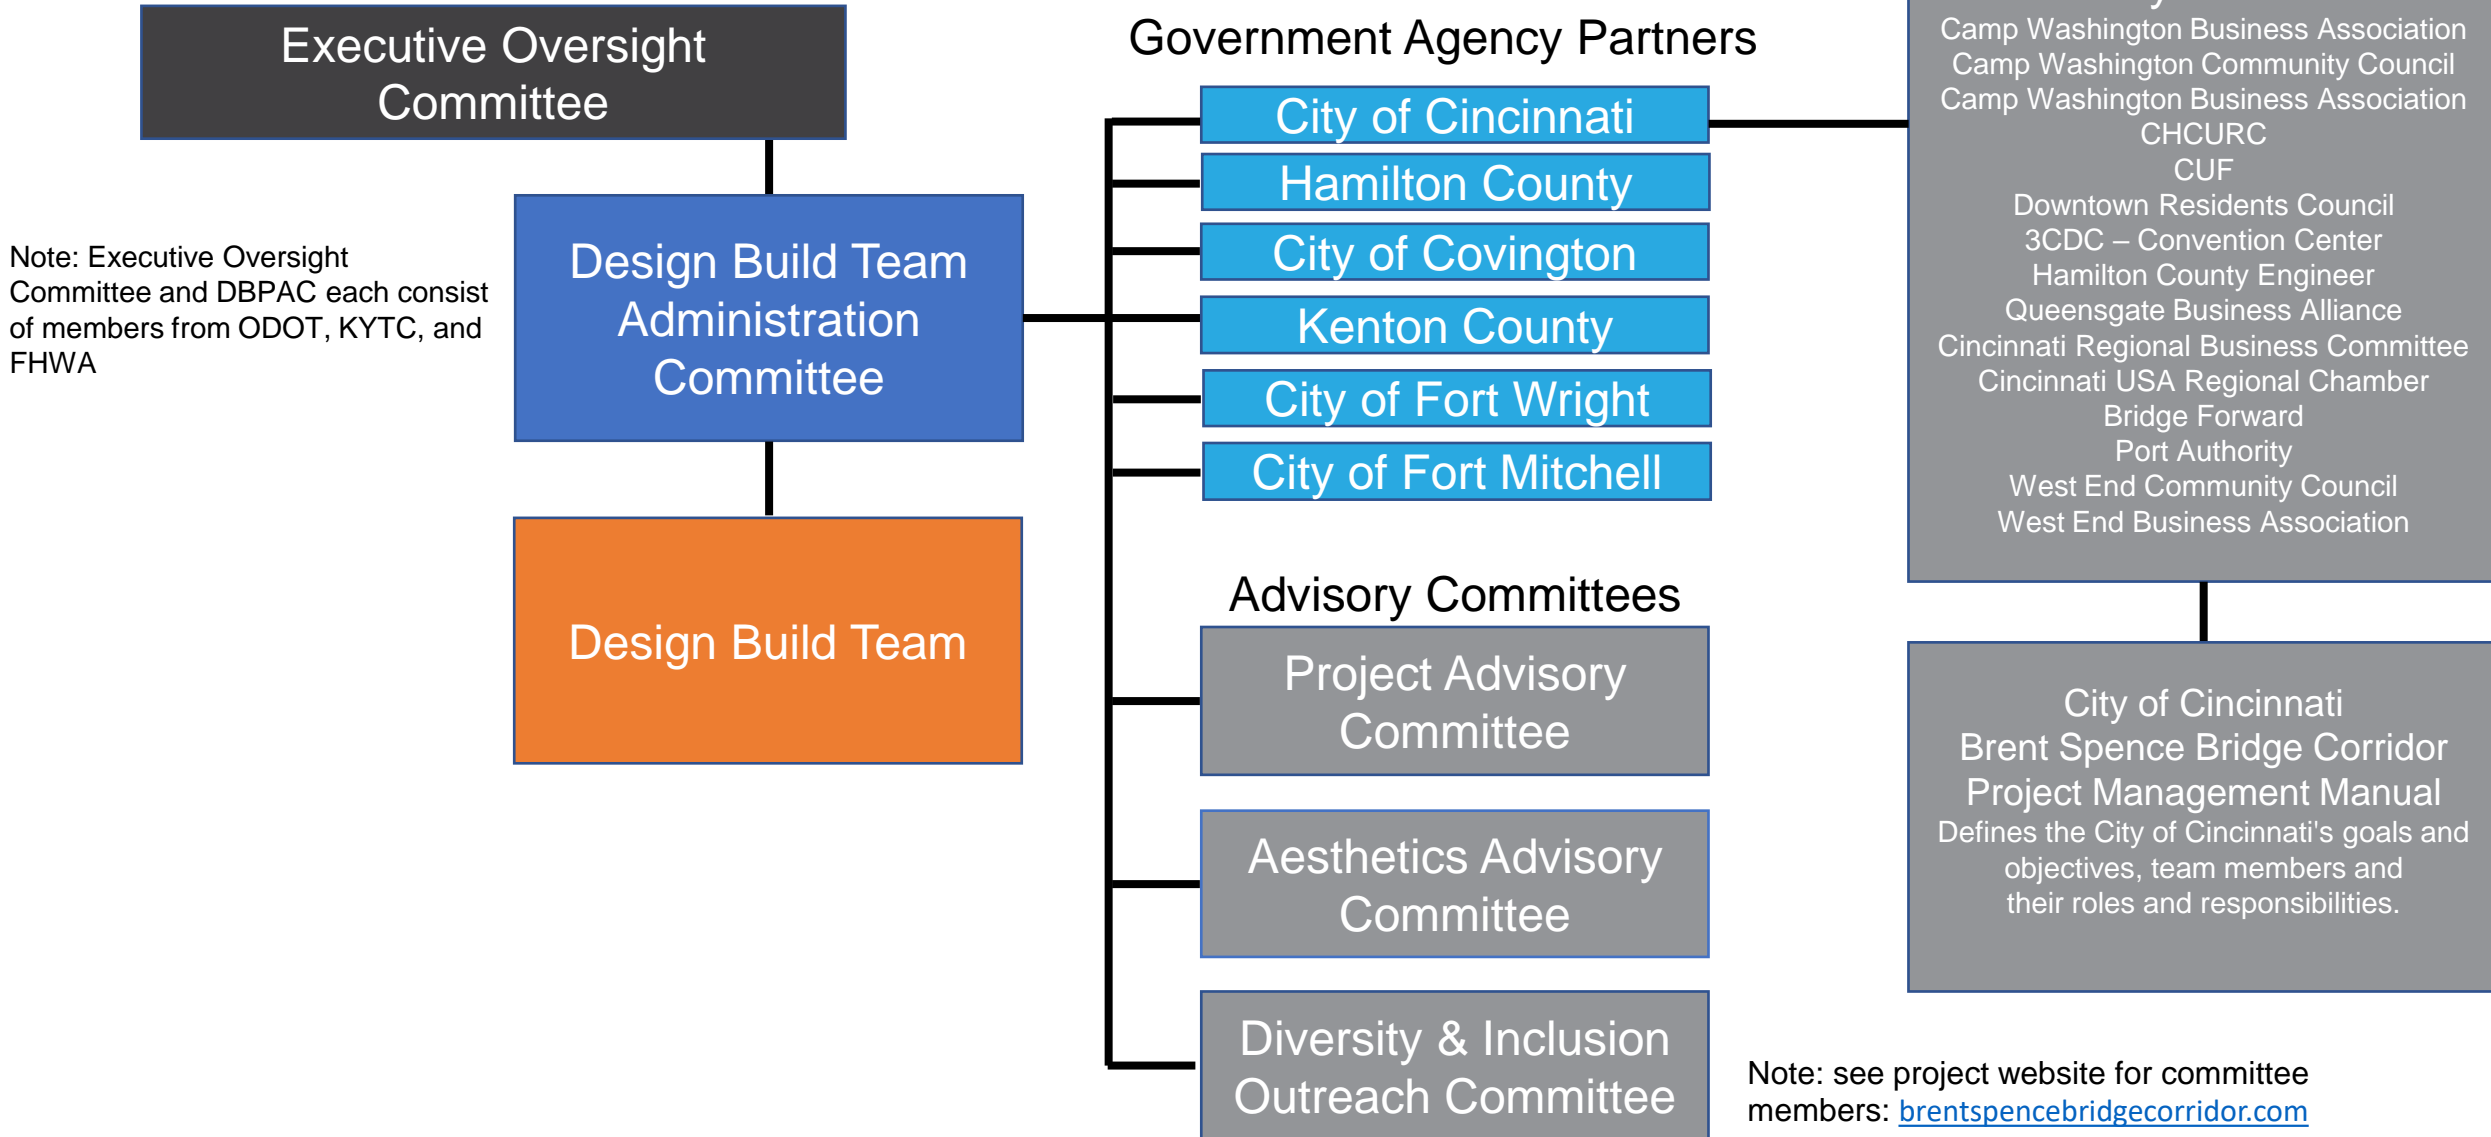 Executive Oversight
Committee
Note: Executive Oversight
Committee and DBPAC each consist
of members from ODOT, KYTC, and
FHWA
Design Build Team
Administration
Committee
Design Build Team
Government Agency Partners
City of Cincinnati
Hamilton County
City of Covington
Kenton County
City of Fort Wright
City of Fort Mitchell
Advisory Committees
Project Advisory
Committee
Aesthetics Advisory
Committee
Diversity & Inclusion
Outreach Committee
Camp Washington Business Association
Camp Washington Community Council
Camp Washington Business Association
CHCURC
CUF
Downtown Residents Council
3CDC – Convention Center
Hamilton County Engineer
Queensgate Business Alliance
Cincinnati Regional Business Committee
Cincinnati USA Regional Chamber
Bridge Forward
Port Authority
West End Community Council
West End Business Association
City of Cincinnati
Brent Spence Bridge Corridor
Project Management Manual
Defines the City of Cincinnati's goals and
objectives, team members and
their roles and responsibilities.
Note: see project website for committee
members: brentspencebridgecorridor.com